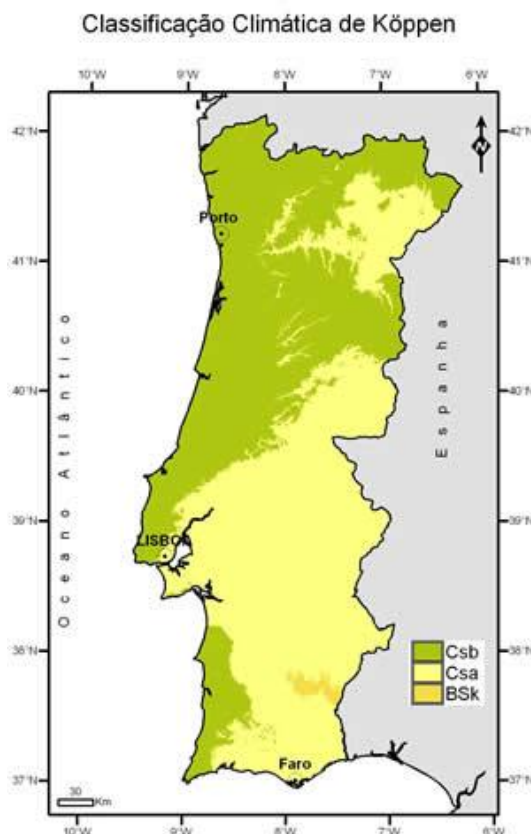 Classificação Climática de Köppen
10°W 9°W 8°W 7°W 6°W
42°N 42°N
N
Porto
41°N 41°N
Oceano Atlântico
Espanha
40°N 40°N
39°N 39°N
LISBOA
38°N 38°N
Csb
Csa
BSk
Faro
37°N 37°N
30
Km
10°W 9°W 8°W 7°W 6°W